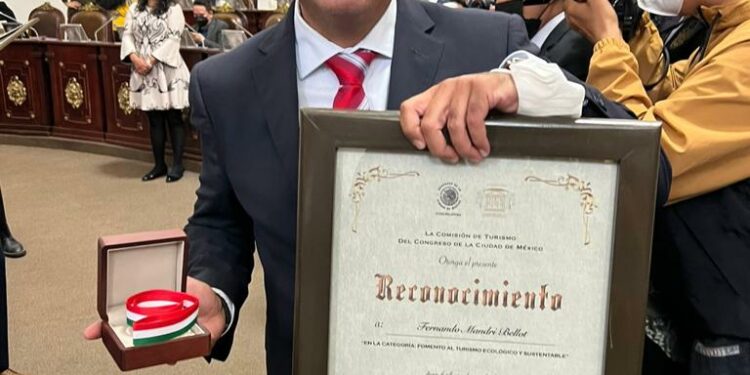 LA COMISIÓN DE TURISMO
DEL CONGRESO DE LA CIUDAD DE MÉXICO
Otorga el presente
Reconocimiento
a: Fernando Mandri Bellot
"EN LA CATEGORÍA: FOMENTO AL TURISMO ECOLÓGICO Y SUSTENTABLE"